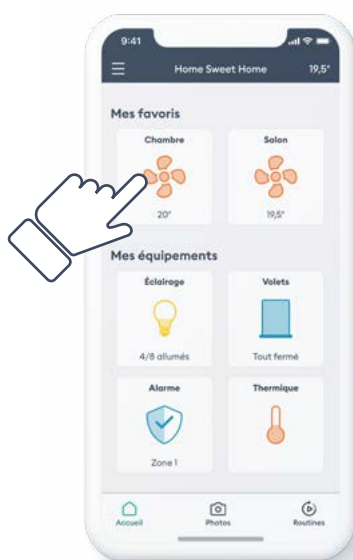 9:41
Home Sweet Home 19,5°
Mes favoris
Chambre Salon
20° 19,5°
Mes équipements
Éclairage Volets
4/8 allumés Tout fermé
Alarme Thermique
Zone 1
Accueil Photos Routines